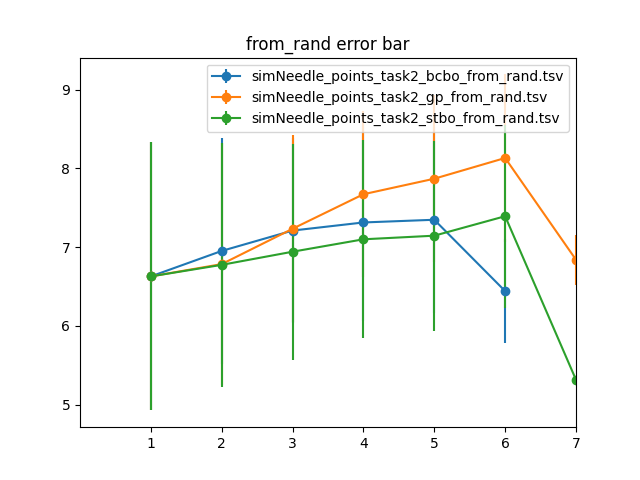 from_rand error bar
simNeedle_points_task2_bcbo_from_rand.tsv
simNeedle_points_task2_gp_from_rand.tsv
simNeedle_points_task2_stbo_from_rand.tsv
9
8
7
6
5
1 2 3 4 5 6 7